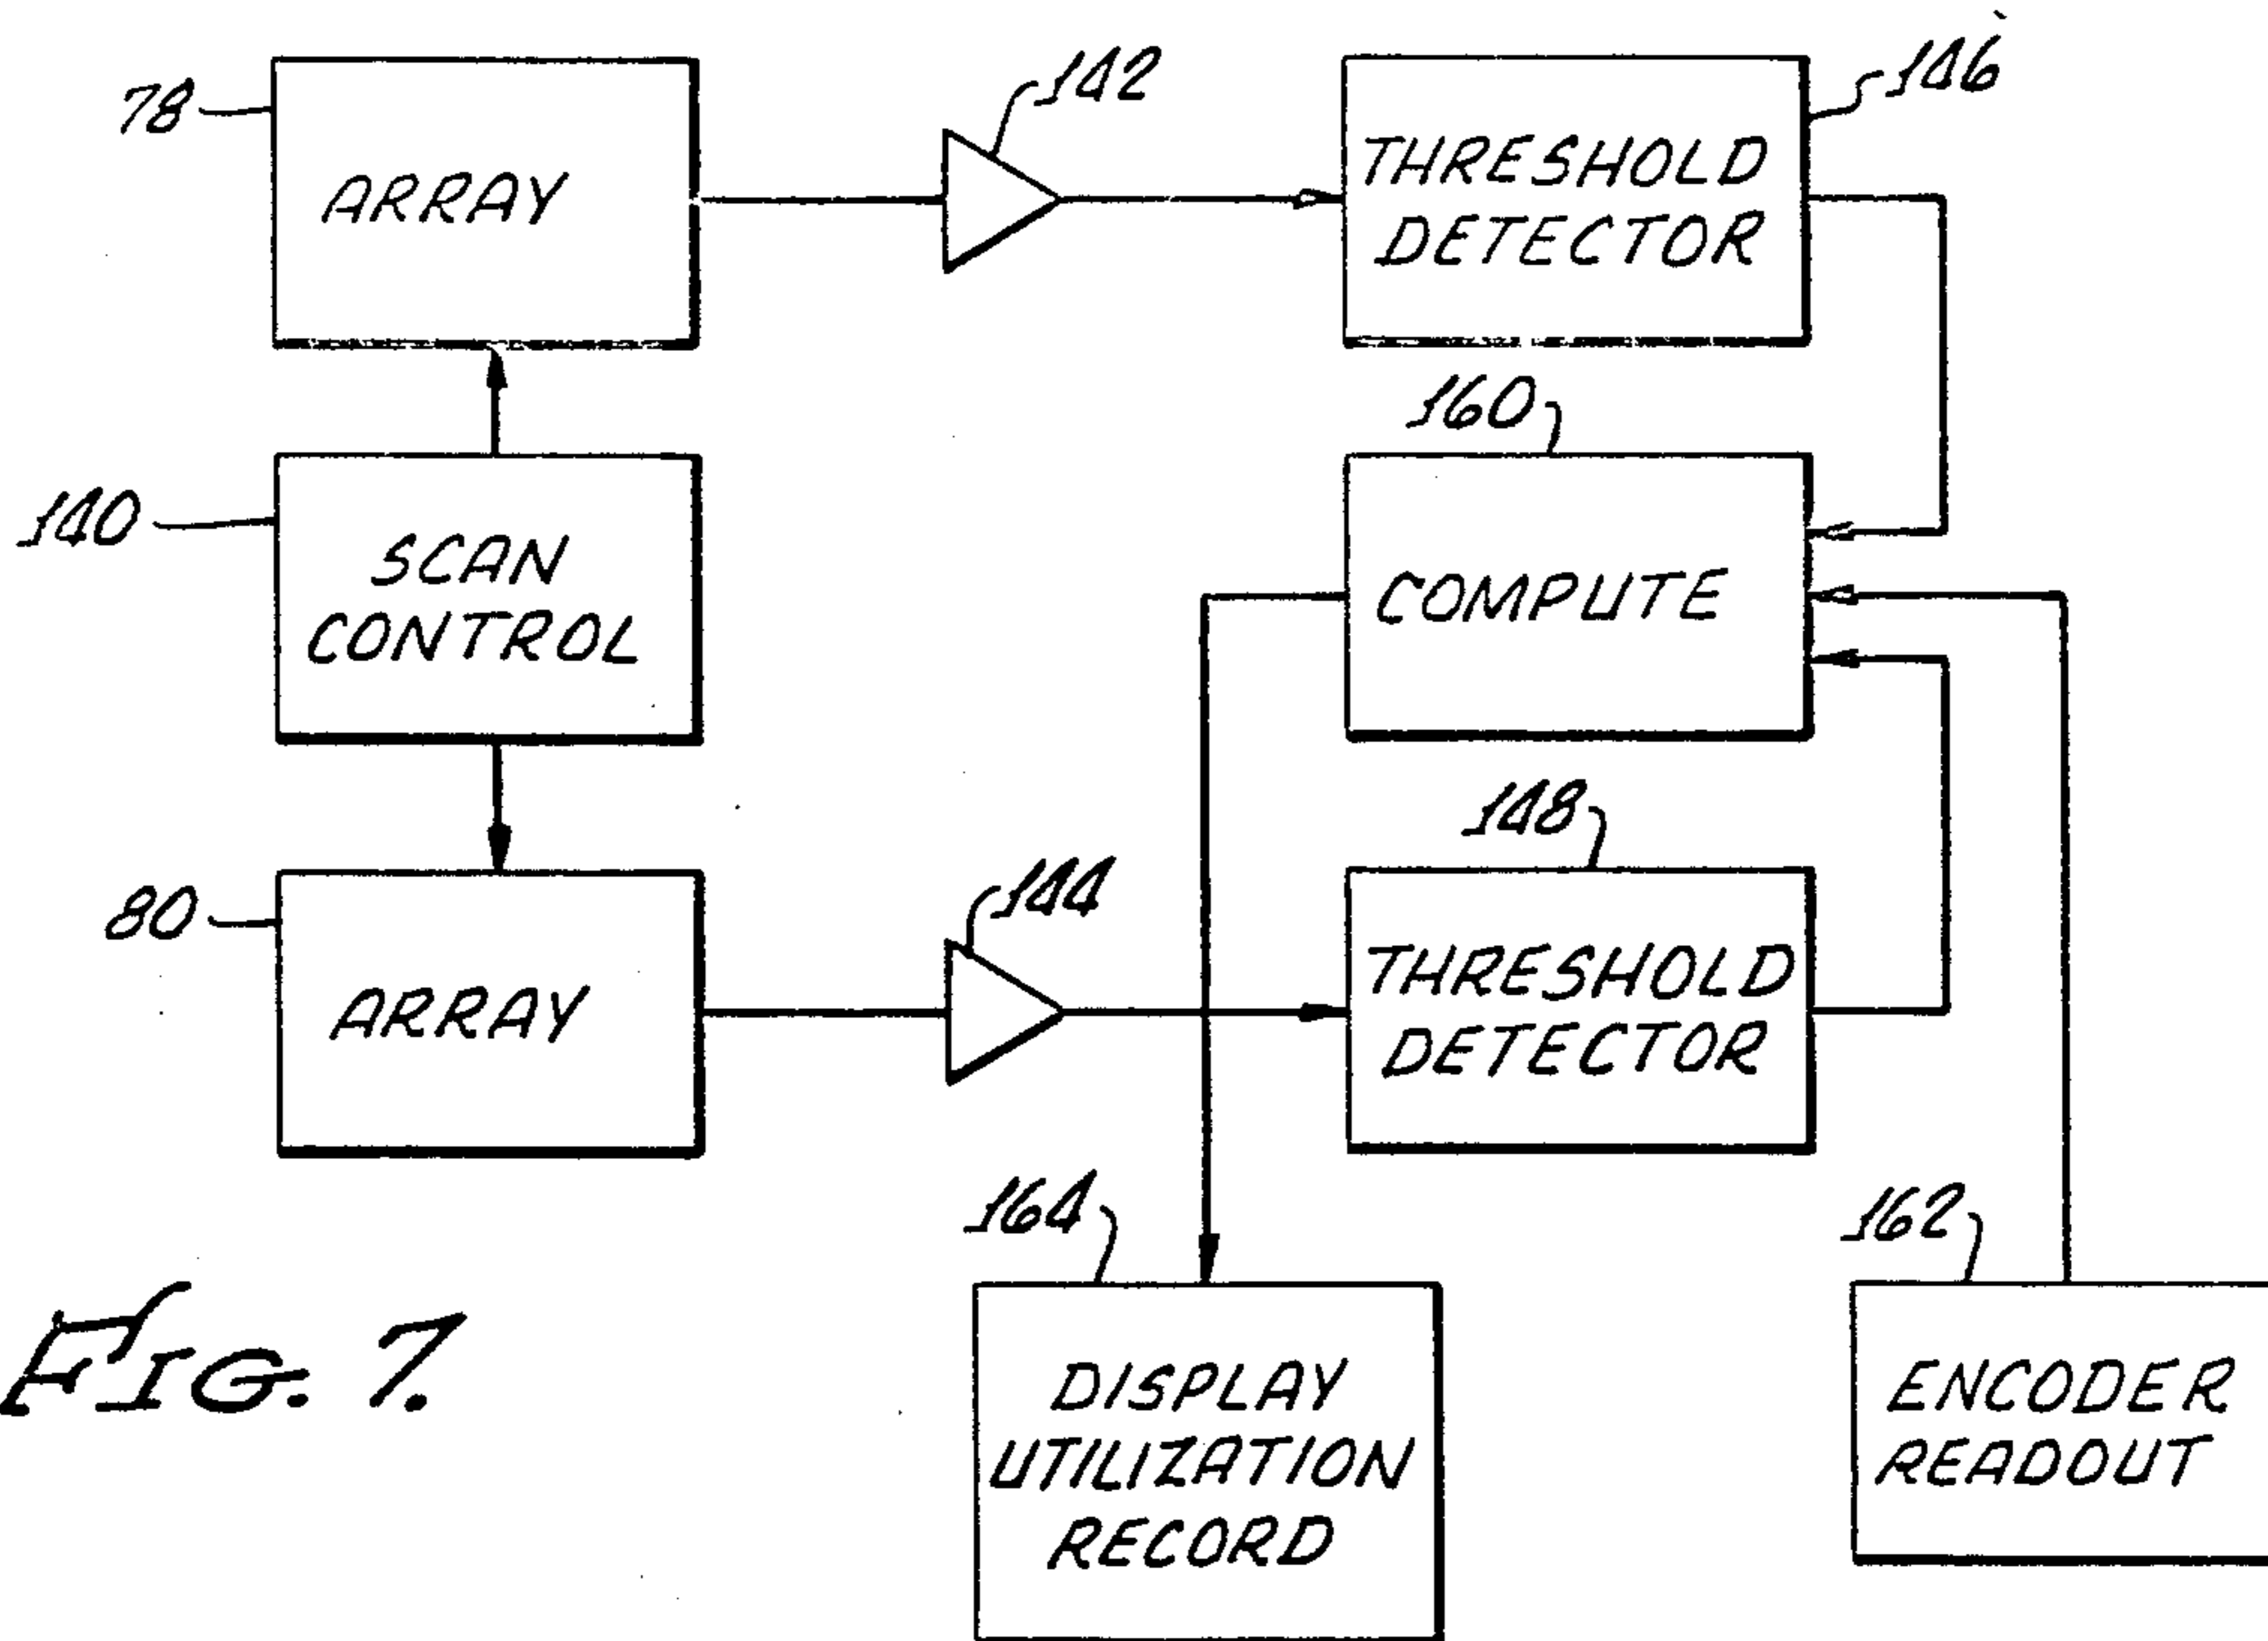 78
ARRAY
142
THRESHOLD
DETECTOR
146
140
SCAN
CONTROL
160
COMPUTE
80
ARRAY
144
148
THRESHOLD
DETECTOR
164
DISPLAY
UTILIZATION
RECORD
162
ENCODER
READOUT
FIG. 7.